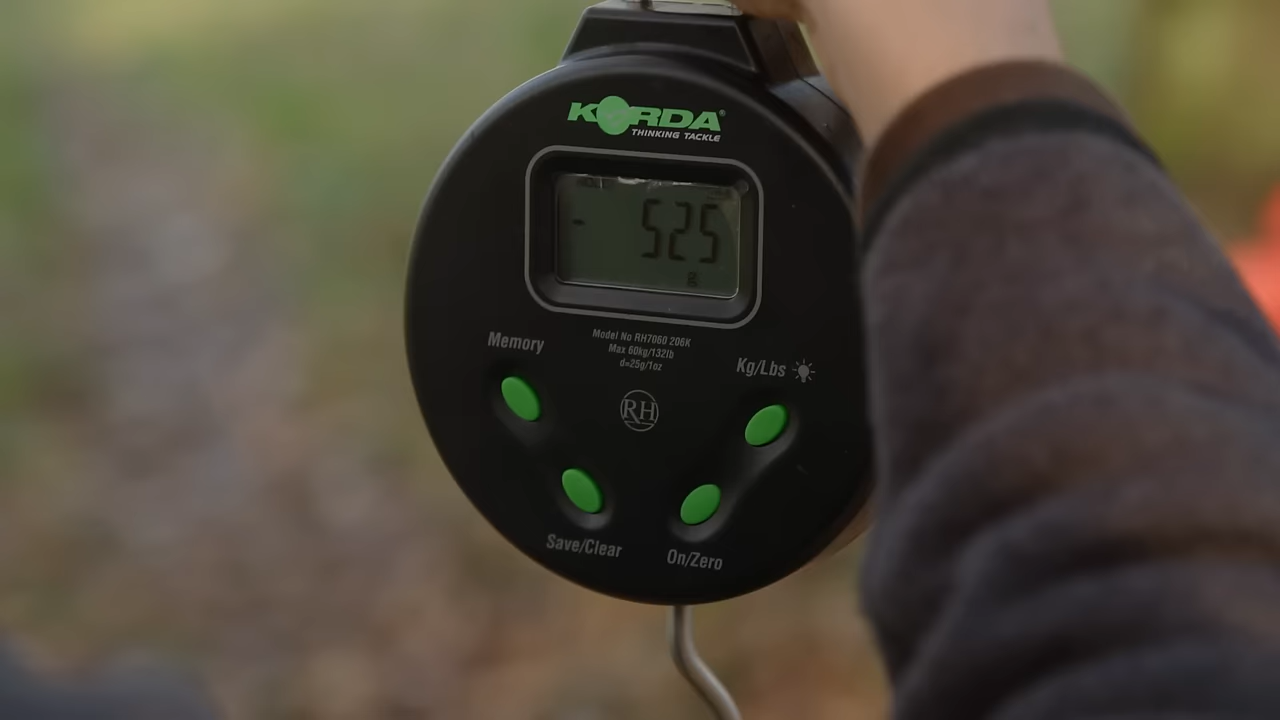 KORDA®
THINKING TACKLE
- 525
Memory
Model No RH7060 206K
Max 60kg/132lb
d=25g/1oz
Kg/Lbs
RH
Save/Clear
On/Zero